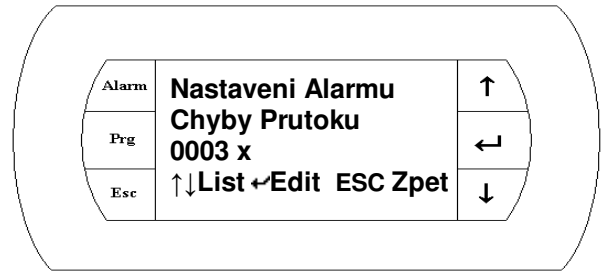 Alarm
Prg
Esc
Nastaveni Alarmu
Chyby Prutoku
0003 x
↑↓List ↵Edit ESC Zpet
↑
↵
↓